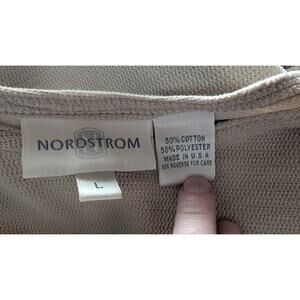 NORDSTROM
L
50% COTTON
50% POLYESTER
MADE IN U.S.A
SEE REVERSE FOR CARE